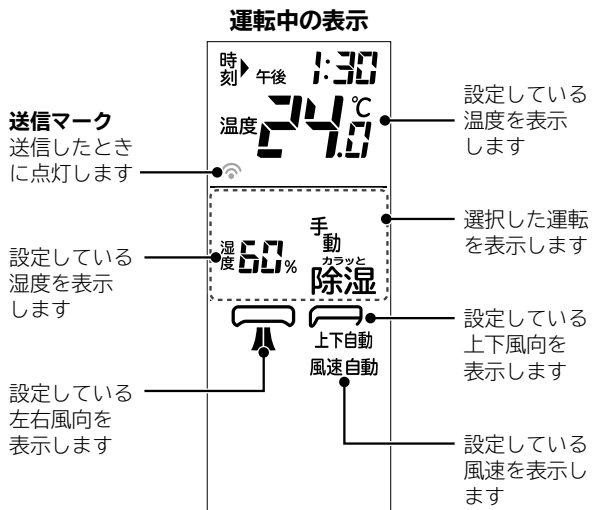 運転中の表示
時刻 午後 1:30
温度 24.0 ℃
送信マーク
送信したとき
に点灯します
設定している
温度を表示
します
選択した運転
を表示します
手動
湿度 60%
カラッと
除湿
設定している
湿度を表示
します
上下自動
風速自動
設定している
上下風向を
表示します
設定している
左右風向を
表示します
設定している
風速を表示し
ます